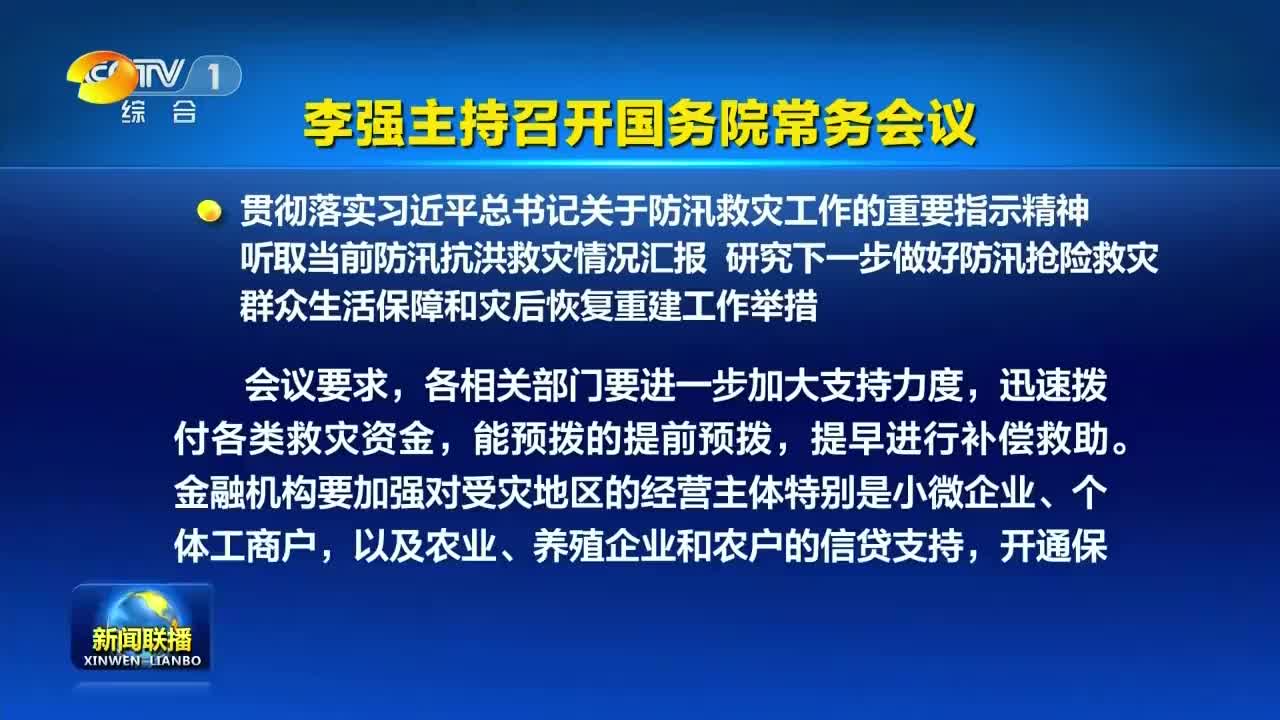 CCTV 1
综合
李强主持召开国务院常务会议
贯彻落实习近平总书记关于防汛救灾工作的重要指示精神
听取当前防汛抗洪救灾情况汇报 研究下一步做好防汛抢险救灾
群众生活保障和灾后恢复重建工作举措
会议要求，各相关部门要进一步加大支持力度，迅速拨
付各类救灾资金，能预拨的提前预拨，提早进行补偿救助。
金融机构要加强对受灾地区的经营主体特别是小微企业、个
体工商户，以及农业、养殖企业和农户的信贷支持，开通保
新闻联播
XINWEN-LIANBO